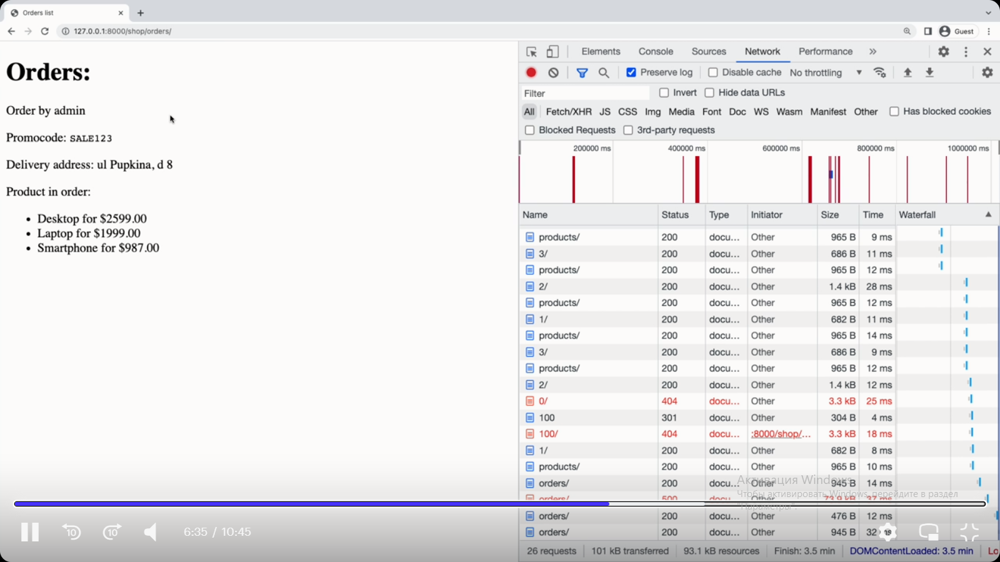 Orders list
127.0.0.1:8000/shop/orders/
Guest
Orders:
Order by admin
Promocode: SALE123
Delivery address: ul Pupkina, d 8
Product in order:
• Desktop for $2599.00
• Laptop for $1999.00
• Smartphone for $987.00
Elements Console Sources Network Performance »
Preserve log Disable cache No throttling
Filter Invert Hide data URLs
All Fetch/XHR JS CSS Img Media Font Doc WS Wasm Manifest Other Has blocked cookies
Blocked Requests 3rd-party requests
200000 ms 400000 ms 600000 ms 800000 ms 1000000 ms
Name Status Type Initiator Size Time Waterfall
products/ 200 docu... Other 965 B 9 ms
3/ 200 docu... Other 686 B 11 ms
products/ 200 docu... Other 965 B 12 ms
2/ 200 docu... Other 1.4 kB 28 ms
products/ 200 docu... Other 965 B 12 ms
1/ 200 docu... Other 682 B 11 ms
products/ 200 docu... Other 965 B 14 ms
3/ 200 docu... Other 686 B 9 ms
products/ 200 docu... Other 965 B 12 ms
2/ 200 docu... Other 1.4 kB 12 ms
0/ 404 docu... Other 3.3 kB 25 ms
100 301 docu... Other 304 B 4 ms
100/ 404 docu... :8000/shop/... 3.3 kB 18 ms
1/ 200 docu... Other 682 B 8 ms
products/ 200 docu... Other 965 B 10 ms
Активация Windows
orders/ 200 docu... Other 945 B 14 ms
Чтобы активировать Windows, перейдите в раздел
orders/ 500 docu... Other 73.9 kB 37 ms
"Параметры".
orders/ 200 docu... Other 476 B 12 ms
orders/ 200 docu... Other 945 B 32 ms
10 10 6:35 / 10:45
26 requests 101 kB transferred 93.1 kB resources Finish: 3.5 min DOMContentLoaded: 3.5 min Lo